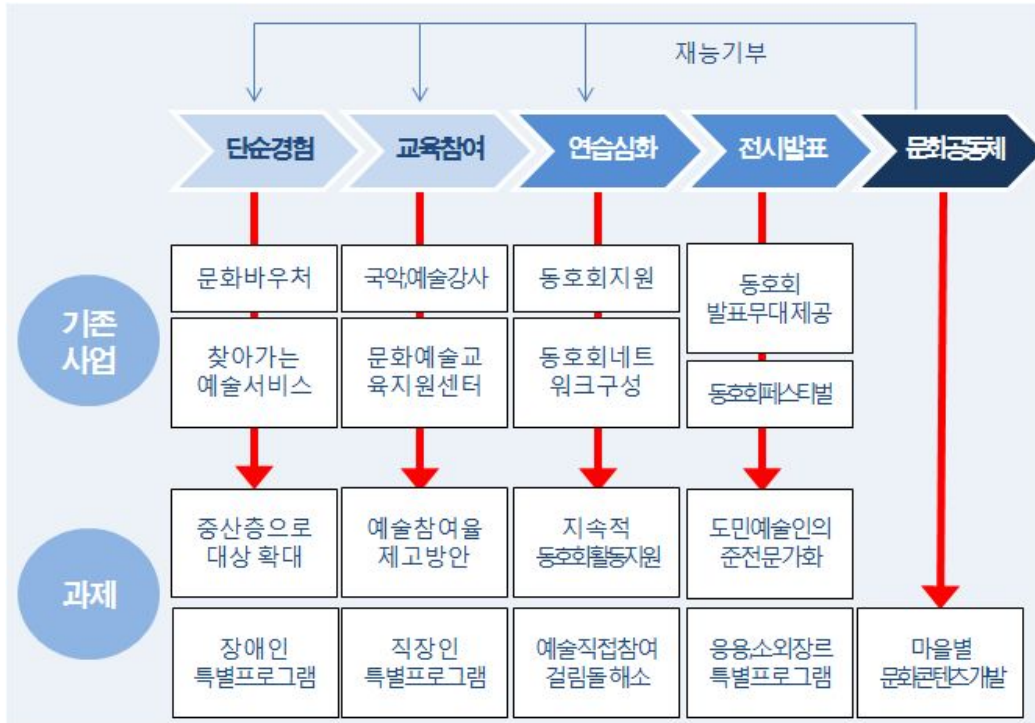 재능기부
단순경험
교육참여
연습심화
전시발표
문화공동체
기존
사업
문화바우처
국악,예술강사
동호회지원
동호회
발표무대 제공
찾아가는
예술서비스
문화예술교
육지원센터
동호회네트
워크구성
동호회페스티벌
과제
중산층으로
대상 확대
예술참여율
제고방안
지속적
동호회활동지원
도민예술인의
준전문가화
장애인
특별프로그램
직장인
특별프로그램
예술직접참여
걸림돌 해소
응용,소외장르
특별프로그램
마을별
문화콘텐츠개발